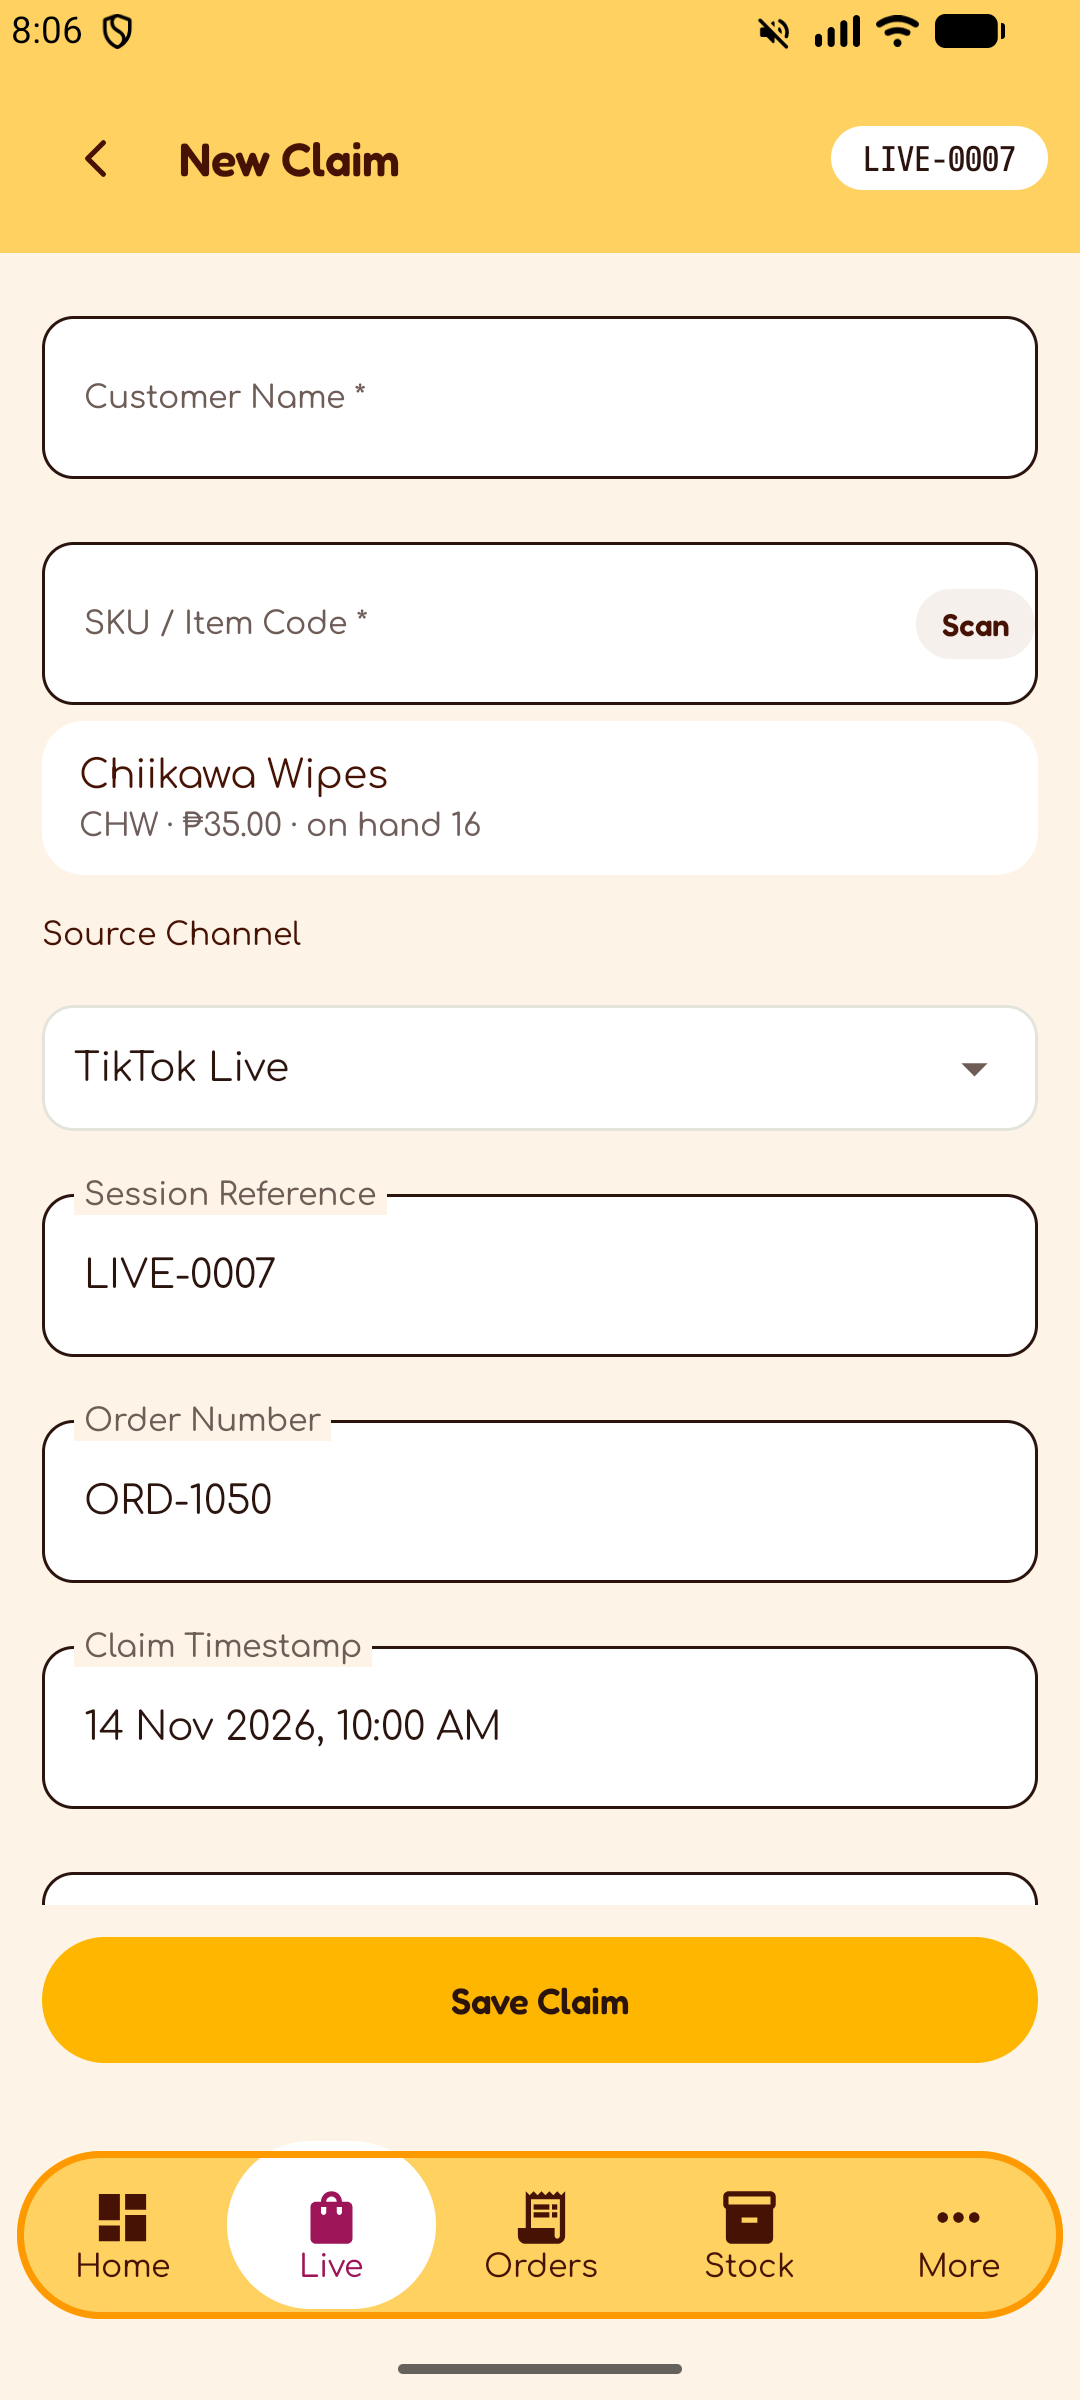 8:06
New Claim
LIVE-0007
Customer Name *
SKU / Item Code *
Scan
Chiikawa Wipes
CHW · ₱35.00 · on hand 16
Source Channel
TikTok Live
Session Reference
LIVE-0007
Order Number
ORD-1050
Claim Timestamp
14 Nov 2026, 10:00 AM
Save Claim
Home
Live
Orders
Stock
More